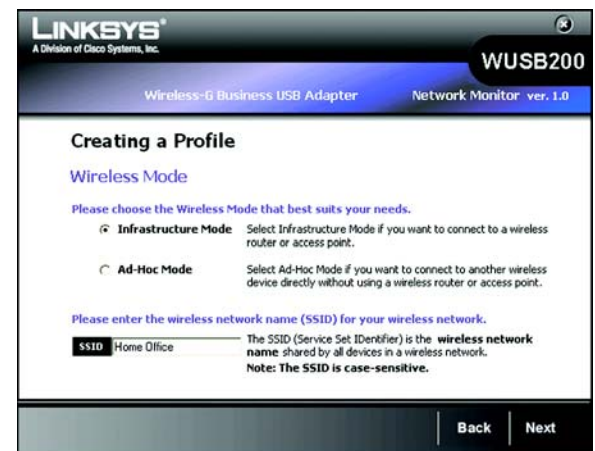 LINKSYS®
A Division of Cisco Systems, Inc.
WUSB200
Wireless-G Business USB Adapter Network Monitor ver. 1.0
Creating a Profile
Wireless Mode
Please choose the Wireless Mode that best suits your needs.
Infrastructure Mode Select Infrastructure Mode if you want to connect to a wireless
router or access point.
Ad-Hoc Mode Select Ad-Hoc Mode if you want to connect to another wireless
device directly without using a wireless router or access point.
Please enter the wireless network name (SSID) for your wireless network.
SSID Home Office The SSID (Service Set IDentifier) is the wireless network
name shared by all devices in a wireless network.
Note: The SSID is case-sensitive.
Back Next